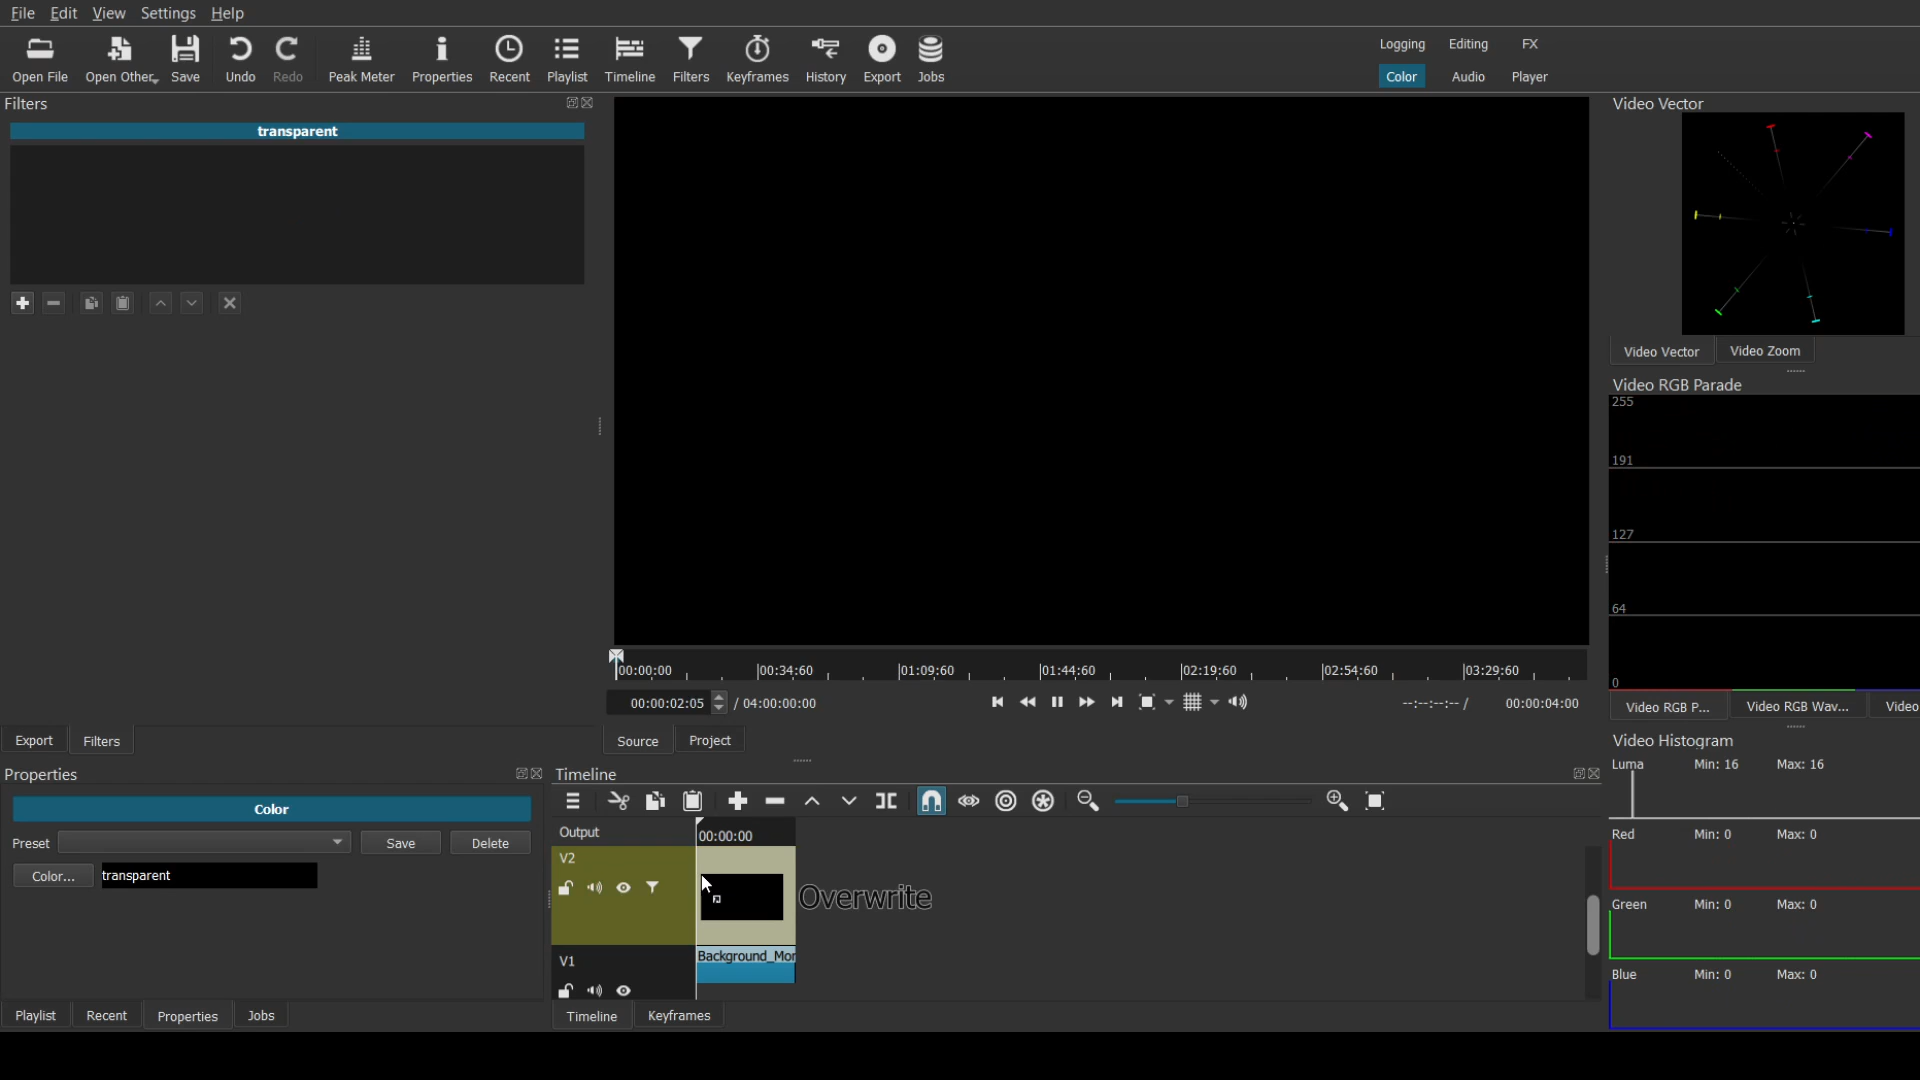 File Edit View Settings Help
Open File Open Other... Save Undo Redo Peak Meter Properties Recent Playlist Timeline Filters Keyframes History Export Jobs
Logging Editing FX
Color Audio Player
Filters
transparent
Video Vector
Video Vector Video Zoom
Video RGB Parade
255
191
127
64
0
00:00:00 00:34:60 01:09:60 01:44:60 02:19:60 02:54:60 03:29:60
00:00:02:05 / 04:00:00:00 --:--:--:-- / 00:00:04:00
Video RGB P... Video RGB Wav... Video
Export Filters
Source Project
Properties
Color
Preset Save Delete
Color... transparent
Playlist Recent Properties Jobs
Timeline
Output 00:00:00
V2
Overwrite
V1 Background_Mor
Timeline Keyframes
Video Histogram
Luma Min: 16 Max: 16
Red Min: 0 Max: 0
Green Min: 0 Max: 0
Blue Min: 0 Max: 0